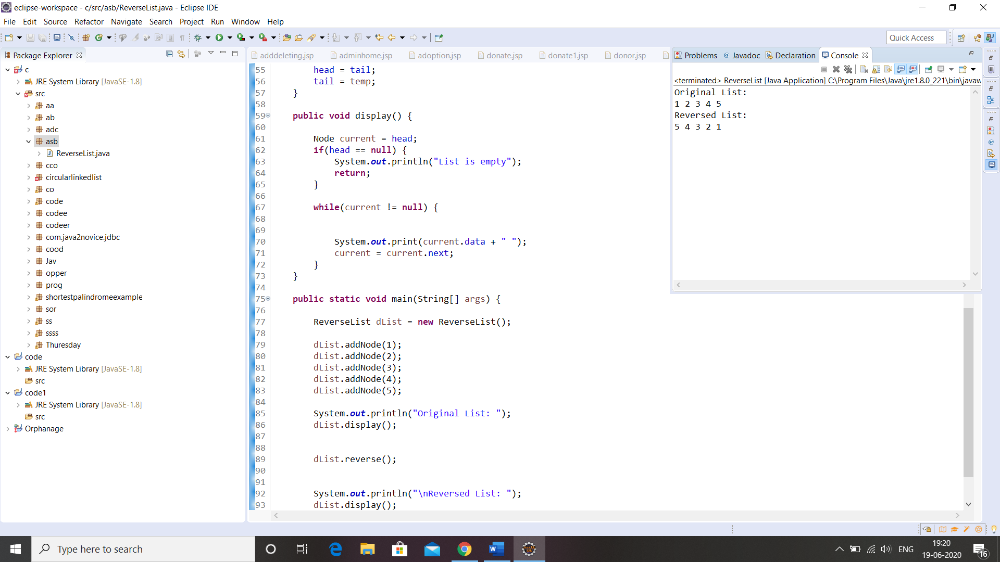 eclipse-workspace - c/src/asb/ReverseList.java - Eclipse IDE
File Edit Source Refactor Navigate Search Project Run Window Help
Quick Access
Package Explorer
c
JRE System Library [JavaSE-1.8]
src
aa
ab
adc
asb
ReverseList.java
cco
circularlinkedlist
co
code
codee
codeer
com.java2novice.jdbc
cood
Jav
opper
prog
shortestpalindromeexample
sor
ss
ssss
Thuresday
code
JRE System Library [JavaSE-1.8]
src
code1
JRE System Library [JavaSE-1.8]
src
Orphanage
adddeleting.jsp adminhome.jsp adoption.jsp donate.jsp donate1.jsp donor.jsp
55 head = tail;
56 tail = temp;
57 }
58
59 public void display() {
60
61 Node current = head;
62 if(head == null) {
63 System.out.println("List is empty");
64 return;
65 }
66
67 while(current != null) {
68
69
70 System.out.print(current.data + " ");
71 current = current.next;
72 }
73 }
74
75 public static void main(String[] args) {
76
77 ReverseList dList = new ReverseList();
78
79 dList.addNode(1);
80 dList.addNode(2);
81 dList.addNode(3);
82 dList.addNode(4);
83 dList.addNode(5);
84
85 System.out.println("Original List: ");
86 dList.display();
87
88
89 dList.reverse();
90
91
92 System.out.println("\nReversed List: ");
93 dList.display();
Problems @ Javadoc Declaration Console
<terminated> ReverseList [Java Application] C:\Program Files\Java\jre1.8.0_221\bin\javaw
Original List:
1 2 3 4 5
Reversed List:
5 4 3 2 1
Type here to search
ENG
19:20
19-06-2020
16